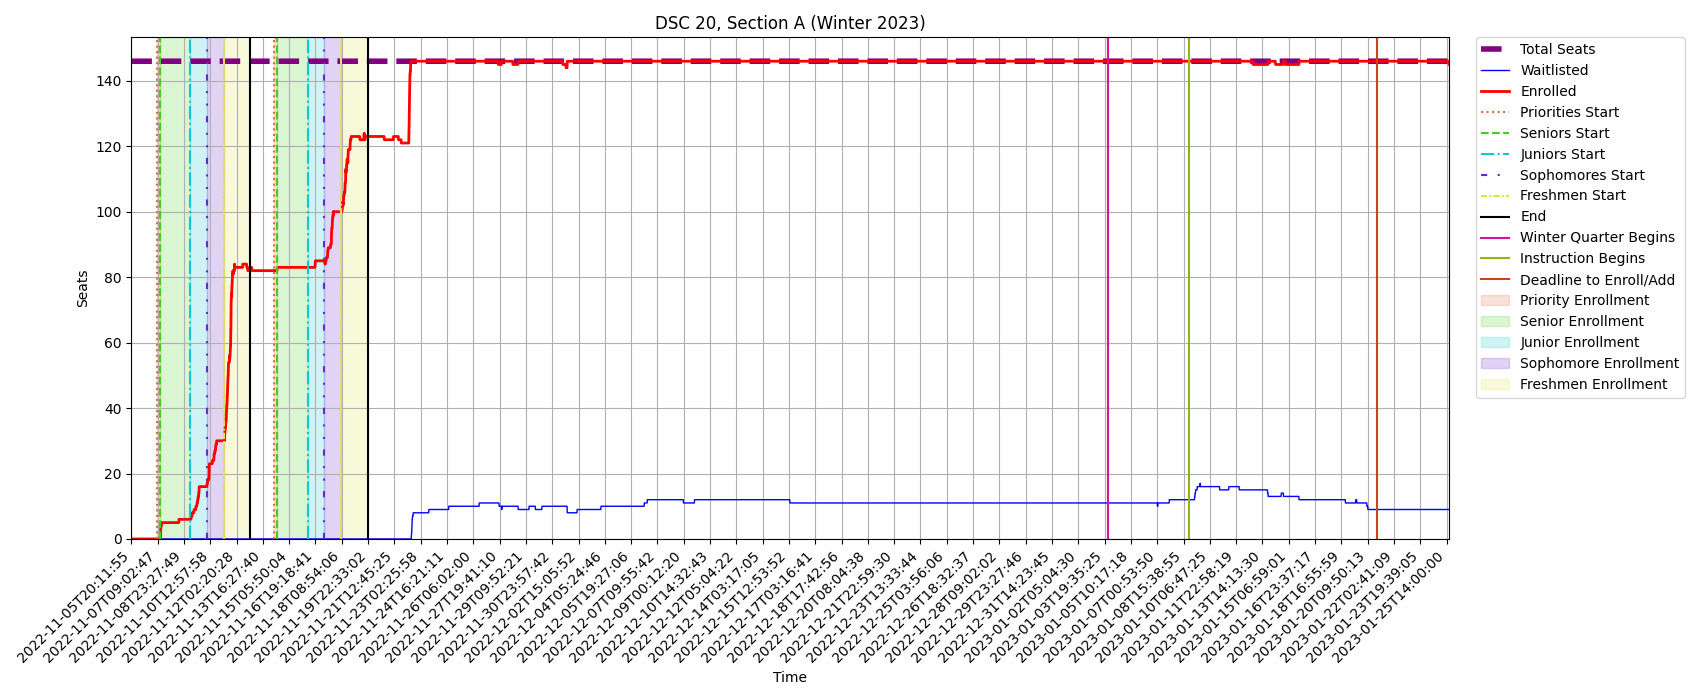 DSC 20, Section A (Winter 2023)
Seats
140
120
100
80
60
40
20
0
2022-11-05T20:11:55
2022-11-07T09:02:47
2022-11-08T23:27:49
2022-11-10T12:57:58
2022-11-12T02:20:28
2022-11-13T16:27:40
2022-11-15T05:50:04
2022-11-16T19:18:41
2022-11-18T08:54:06
2022-11-19T22:33:02
2022-11-21T12:45:25
2022-11-23T02:25:58
2022-11-24T16:21:11
2022-11-26T06:02:00
2022-11-27T19:41:10
2022-11-29T09:52:21
2022-11-30T23:57:42
2022-12-02T15:05:52
2022-12-04T05:24:46
2022-12-05T19:27:06
2022-12-07T09:55:42
2022-12-09T00:12:20
2022-12-10T14:32:43
2022-12-12T05:04:22
2022-12-14T03:17:05
2022-12-15T12:53:52
2022-12-17T03:16:41
2022-12-18T17:42:56
2022-12-20T08:04:38
2022-12-21T22:59:30
2022-12-23T13:33:44
2022-12-25T03:56:06
2022-12-26T18:32:37
2022-12-28T09:02:02
2022-12-29T23:27:46
2022-12-31T14:23:45
2023-01-02T05:04:30
2023-01-03T19:35:25
2023-01-05T10:17:18
2023-01-07T00:53:50
2023-01-08T15:38:55
2023-01-10T06:47:25
2023-01-11T22:58:19
2023-01-13T14:13:30
2023-01-15T06:59:01
2023-01-16T23:37:17
2023-01-18T16:55:59
2023-01-20T09:50:13
2023-01-22T02:41:09
2023-01-23T19:39:05
2023-01-25T14:00:00
Time
Total Seats
Waitlisted
Enrolled
Priorities Start
Seniors Start
Juniors Start
Sophomores Start
Freshmen Start
End
Winter Quarter Begins
Instruction Begins
Deadline to Enroll/Add
Priority Enrollment
Senior Enrollment
Junior Enrollment
Sophomore Enrollment
Freshmen Enrollment